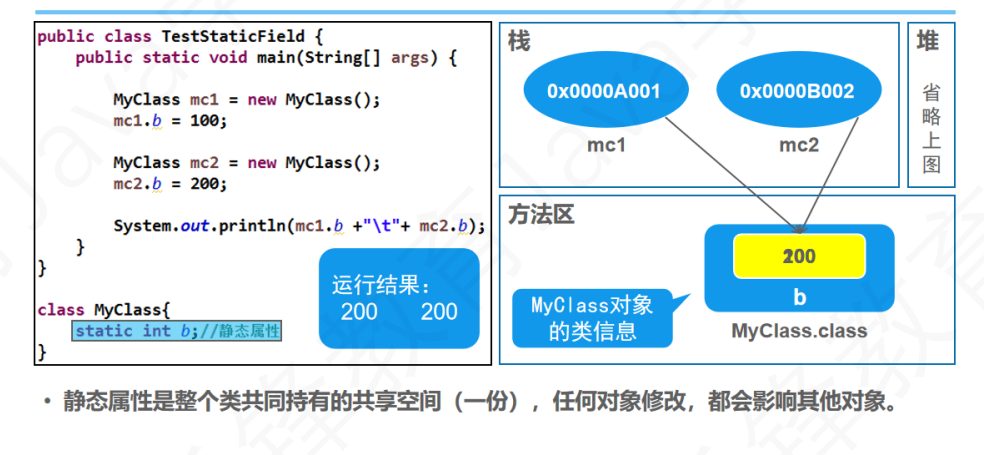 public class TestStaticField {
public static void main(String[] args) {
MyClass mc1 = new MyClass();
mc1.b = 100;
MyClass mc2 = new MyClass();
mc2.b = 200;
System.out.println(mc1.b +"\t"+ mc2.b);
}
}
class MyClass{
static int b;//静态属性
}
运行结果：
200 200
栈
0x0000A001
mc1
0x0000B002
mc2
堆
省
略
上
图
方法区
MyClass对象
的类信息
200
b
MyClass.class
• 静态属性是整个类共同持有的共享空间（一份），任何对象修改，都会影响其他对象。